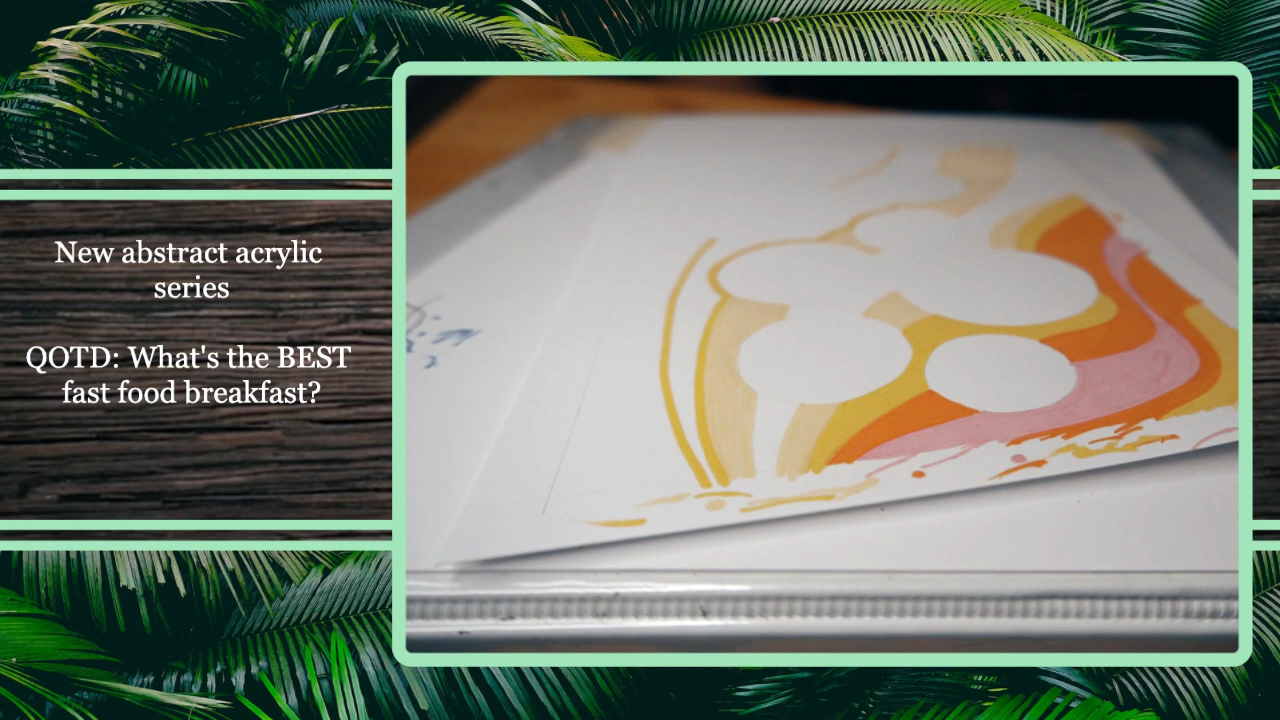 New abstract acrylic
series
QOTD: What's the BEST
fast food breakfast?